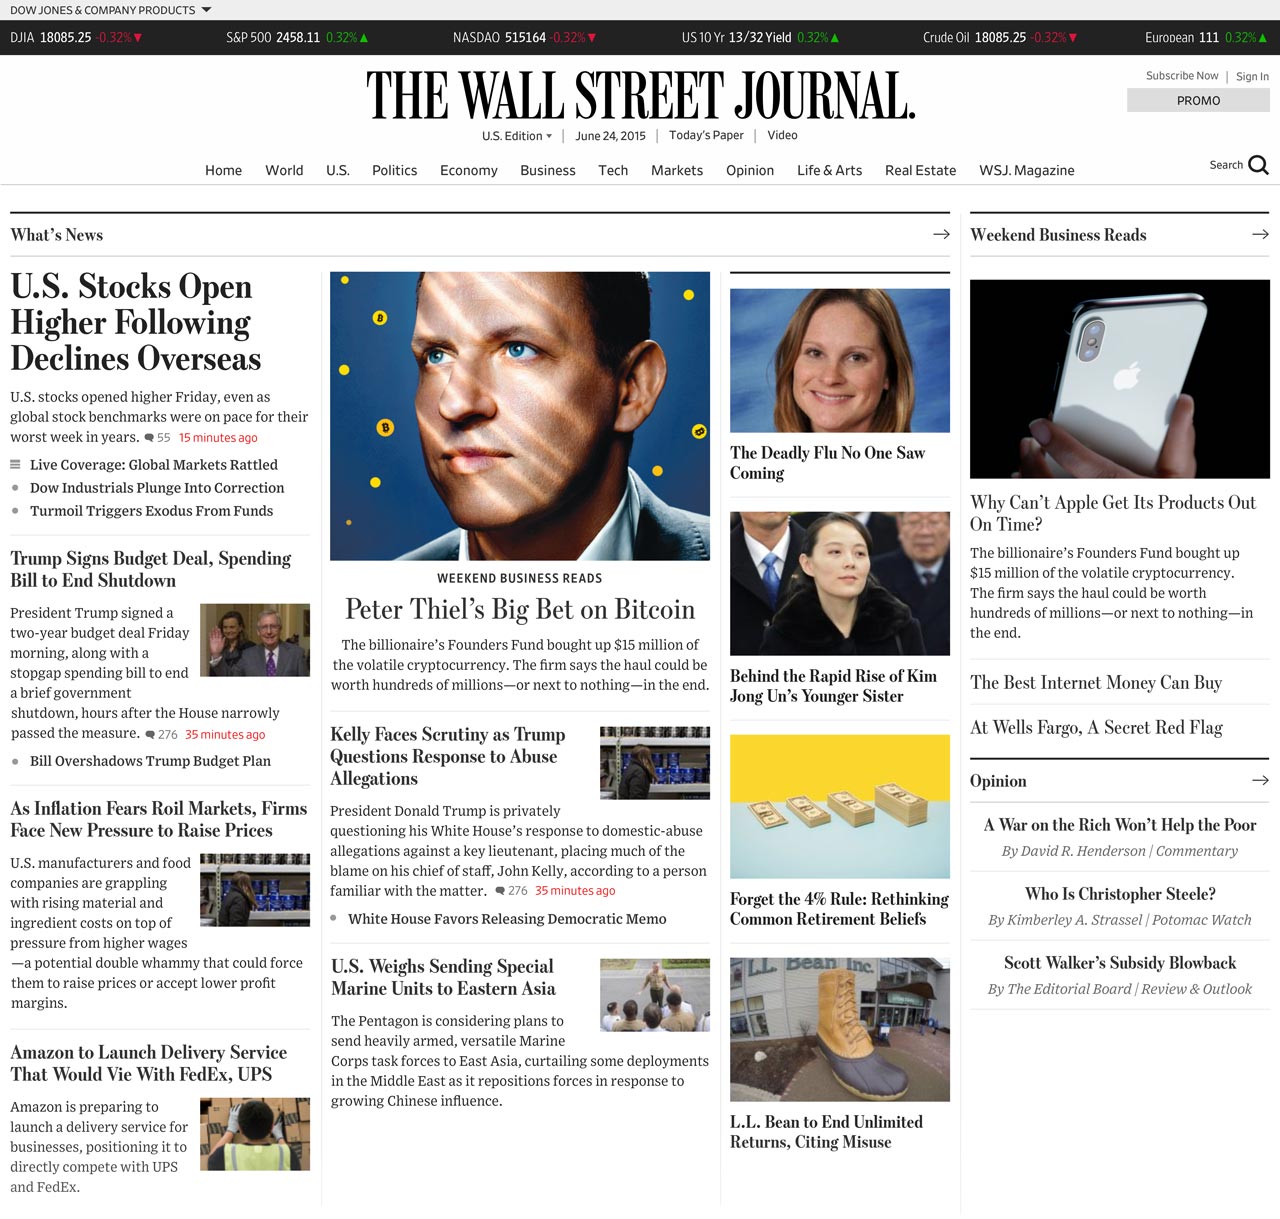 DOW JONES & COMPANY PRODUCTS
DJIA 18085.25 -0.32% S&P 500 2458.11 0.32% NASDAQ 515164 -0.32% US 10 Yr 13/32 Yield 0.32% Crude Oil 18085.25 -0.32% European 111 0.32%
Subscribe Now | Sign In
PROMO
THE WALL STREET JOURNAL.
U.S. Edition | June 24, 2015 | Today's Paper | Video
Home World U.S. Politics Economy Business Tech Markets Opinion Life & Arts Real Estate WSJ. Magazine
Search
What's News
U.S. Stocks Open
Higher Following
Declines Overseas
U.S. stocks opened higher Friday, even as
global stock benchmarks were on pace for their
worst week in years. 55 15 minutes ago
Live Coverage: Global Markets Rattled
Dow Industrials Plunge Into Correction
Turmoil Triggers Exodus From Funds
Trump Signs Budget Deal, Spending
Bill to End Shutdown
President Trump signed a
two-year budget deal Friday
morning, along with a
stopgap spending bill to end
a brief government
shutdown, hours after the House narrowly
passed the measure. 276 35 minutes ago
Bill Overshadows Trump Budget Plan
As Inflation Fears Roil Markets, Firms
Face New Pressure to Raise Prices
U.S. manufacturers and food
companies are grappling
with rising material and
ingredient costs on top of
pressure from higher wages
—a potential double whammy that could force
them to raise prices or accept lower profit
margins.
Amazon to Launch Delivery Service
That Would Vie With FedEx, UPS
Amazon is preparing to
launch a delivery service for
businesses, positioning it to
directly compete with UPS
and FedEx.
WEEKEND BUSINESS READS
Peter Thiel's Big Bet on Bitcoin
The billionaire's Founders Fund bought up $15 million of
the volatile cryptocurrency. The firm says the haul could be
worth hundreds of millions—or next to nothing—in the end.
Kelly Faces Scrutiny as Trump
Questions Response to Abuse
Allegations
President Donald Trump is privately
questioning his White House's response to domestic-abuse
allegations against a key lieutenant, placing much of the
blame on his chief of staff, John Kelly, according to a person
familiar with the matter. 276 35 minutes ago
White House Favors Releasing Democratic Memo
U.S. Weighs Sending Special
Marine Units to Eastern Asia
The Pentagon is considering plans to
send heavily armed, versatile Marine
Corps task forces to East Asia, curtailing some deployments
in the Middle East as it repositions forces in response to
growing Chinese influence.
The Deadly Flu No One Saw
Coming
Behind the Rapid Rise of Kim
Jong Un's Younger Sister
Forget the 4% Rule: Rethinking
Common Retirement Beliefs
L.L. Bean Inc.
L.L. Bean to End Unlimited
Returns, Citing Misuse
Weekend Business Reads
Why Can't Apple Get Its Products Out
On Time?
The billionaire's Founders Fund bought up
$15 million of the volatile cryptocurrency.
The firm says the haul could be worth
hundreds of millions—or next to nothing—in
the end.
The Best Internet Money Can Buy
At Wells Fargo, A Secret Red Flag
Opinion
A War on the Rich Won't Help the Poor
By David R. Henderson | Commentary
Who Is Christopher Steele?
By Kimberley A. Strassel | Potomac Watch
Scott Walker's Subsidy Blowback
By The Editorial Board | Review & Outlook